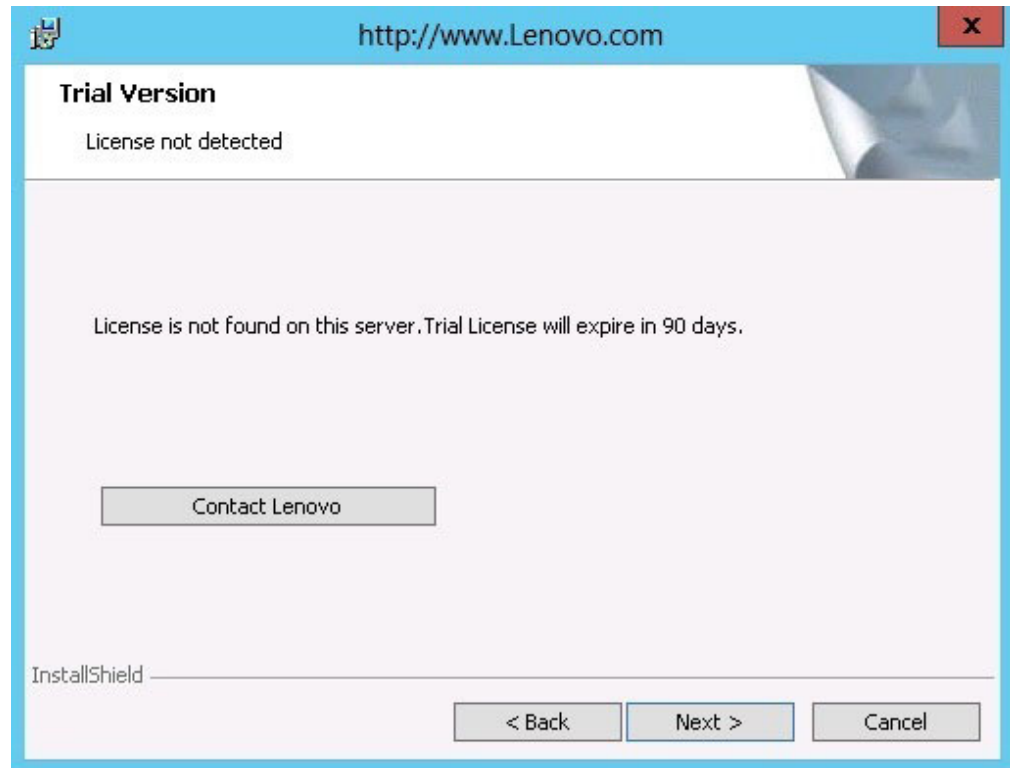 http://www.Lenovo.com
x
Trial Version
License not detected
License is not found on this server.Trial License will expire in 90 days.
Contact Lenovo
InstallShield
< Back Next > Cancel